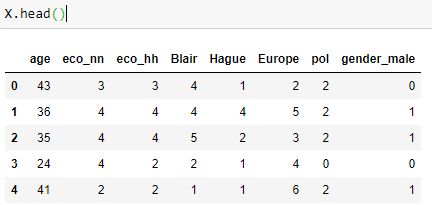 X.head()
age eco_nn eco_hh Blair Hague Europe pol gender_male
0 43 3 3 4 1 2 2 0
1 36 4 4 4 4 5 2 1
2 35 4 4 5 2 3 2 1
3 24 4 2 2 1 4 0 0
4 41 2 2 1 1 6 2 1